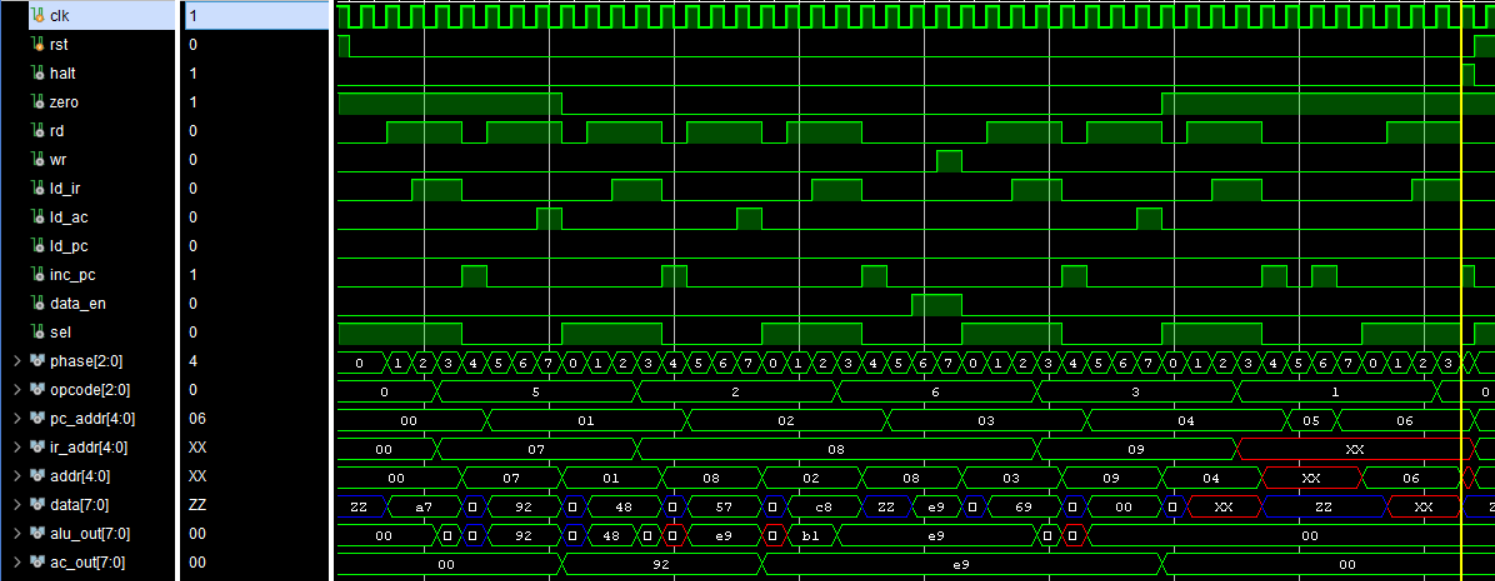 clk 1
rst 0
halt 1
zero 1
rd 0
wr 0
ld_ir 0
ld_ac 0
ld_pc 0
inc_pc 1
data_en 0
sel 0
phase[2:0] 4 0 1 2 3 4 5 6 7 0 1 2 3 4 5 6 7 0 1 2 3 4 5 6 7 0 1 2 3 4 5 6 7 0 1 2 3 4 5 6 7 0 1 2 3
opcode[2:0] 0 0 5 2 6 3 1 0
pc_addr[4:0] 06 00 01 02 03 04 05 06
ir_addr[4:0] XX 00 07 08 09 XX
addr[4:0] XX 00 07 01 08 02 08 03 09 04 XX 06
data[7:0] ZZ ZZ a7 92 48 57 c8 ZZ e9 69 00 XX ZZ XX
alu_out[7:0] 00 00 92 48 e9 b1 e9 00
ac_out[7:0] 00 00 92 e9 00